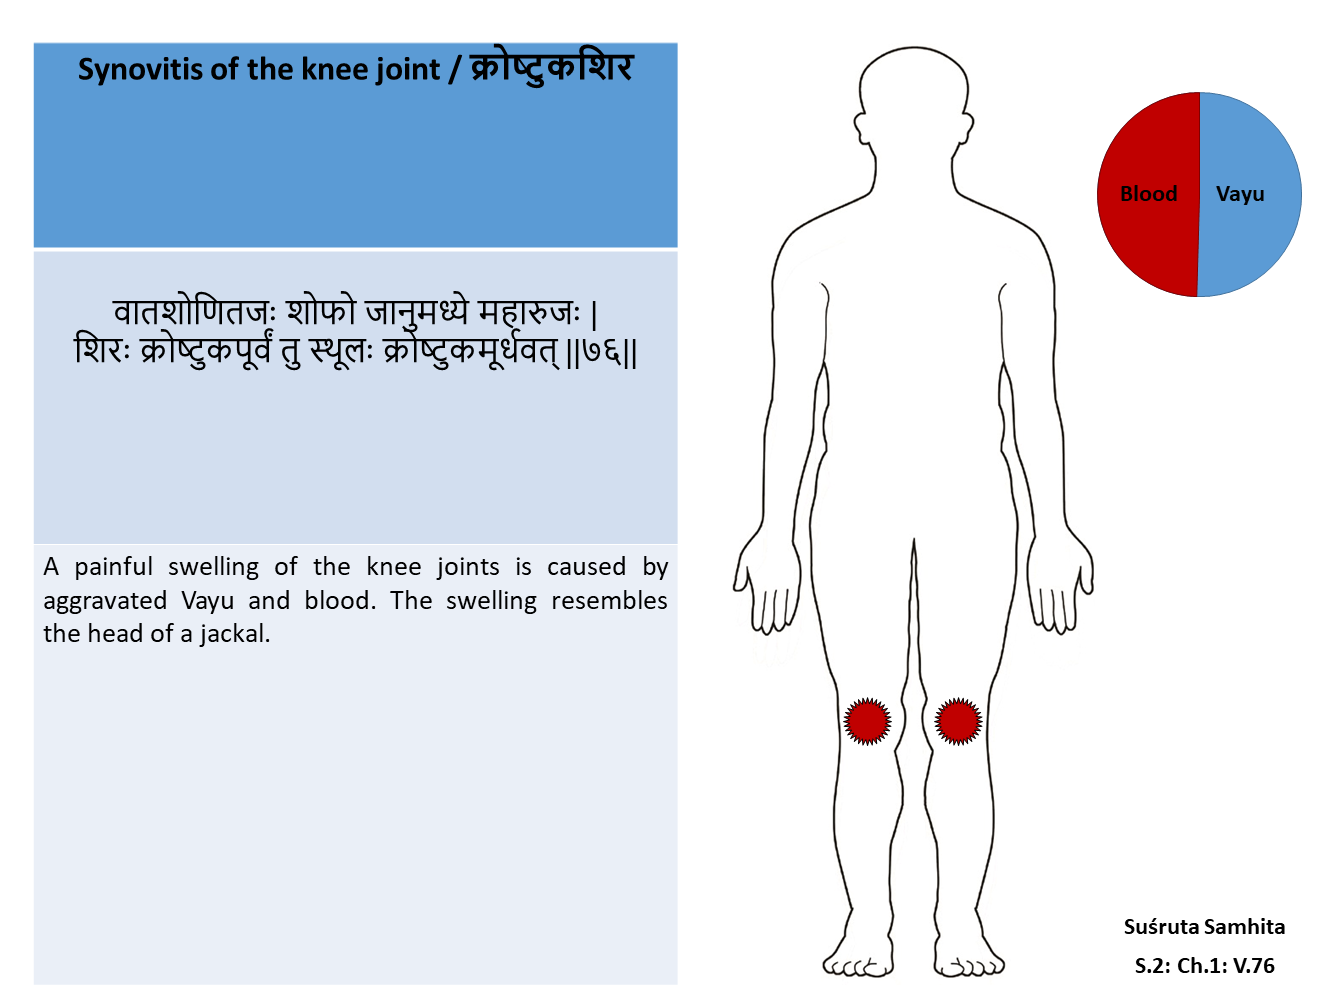 Synovitis of the knee joint / क्रोष्टुकशिर
वातशोणितजः शोफो जानुमध्ये महारुजः |
शिरः क्रोष्टुकपूर्वं तु स्थूलः क्रोष्टुकमूर्धवत् ||७६||
A painful swelling of the knee joints is caused by
aggravated Vayu and blood. The swelling resembles
the head of a jackal.
Blood
Vayu
Suśruta Samhita
S.2: Ch.1: V.76